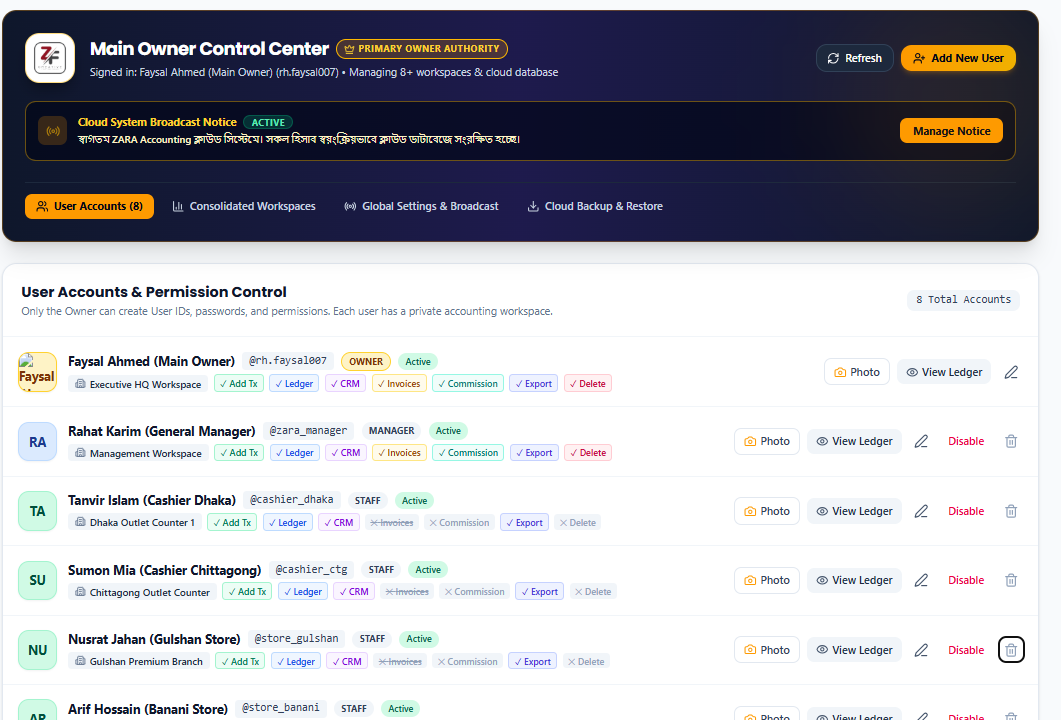 ZF
Main Owner Control Center PRIMARY OWNER AUTHORITY
Signed in: Faysal Ahmed (Main Owner) (rh.faysal007) • Managing 8+ workspaces & cloud database
Refresh Add New User
Cloud System Broadcast Notice ACTIVE
স্বাগতম ZARA Accounting ক্লাউড সিস্টেমে। সকল হিসাব স্বয়ংক্রিয়ভাবে ক্লাউড ডাটাবেজে সংরক্ষিত হচ্ছে।
Manage Notice
User Accounts (8) Consolidated Workspaces Global Settings & Broadcast Cloud Backup & Restore
User Accounts & Permission Control
Only the Owner can create User IDs, passwords, and permissions. Each user has a private accounting workspace.
8 Total Accounts
Faysal
Faysal Ahmed (Main Owner) @rh.faysal007 OWNER Active
Executive HQ Workspace ✓ Add Tx ✓ Ledger ✓ CRM ✓ Invoices ✓ Commission ✓ Export ✓ Delete
Photo View Ledger
RA
Rahat Karim (General Manager) @zara_manager MANAGER Active
Management Workspace ✓ Add Tx ✓ Ledger ✓ CRM ✓ Invoices ✓ Commission ✓ Export ✓ Delete
Photo View Ledger Disable
TA
Tanvir Islam (Cashier Dhaka) @cashier_dhaka STAFF Active
Dhaka Outlet Counter 1 ✓ Add Tx ✓ Ledger ✓ CRM ✕ Invoices ✕ Commission ✓ Export ✕ Delete
Photo View Ledger Disable
SU
Sumon Mia (Cashier Chittagong) @cashier_ctg STAFF Active
Chittagong Outlet Counter ✓ Add Tx ✓ Ledger ✓ CRM ✕ Invoices ✕ Commission ✓ Export ✕ Delete
Photo View Ledger Disable
NU
Nusrat Jahan (Gulshan Store) @store_gulshan STAFF Active
Gulshan Premium Branch ✓ Add Tx ✓ Ledger ✓ CRM ✕ Invoices ✕ Commission ✓ Export ✕ Delete
Photo View Ledger Disable
AR
Arif Hossain (Banani Store) @store_banani STAFF Active
Photo View Ledger Disable